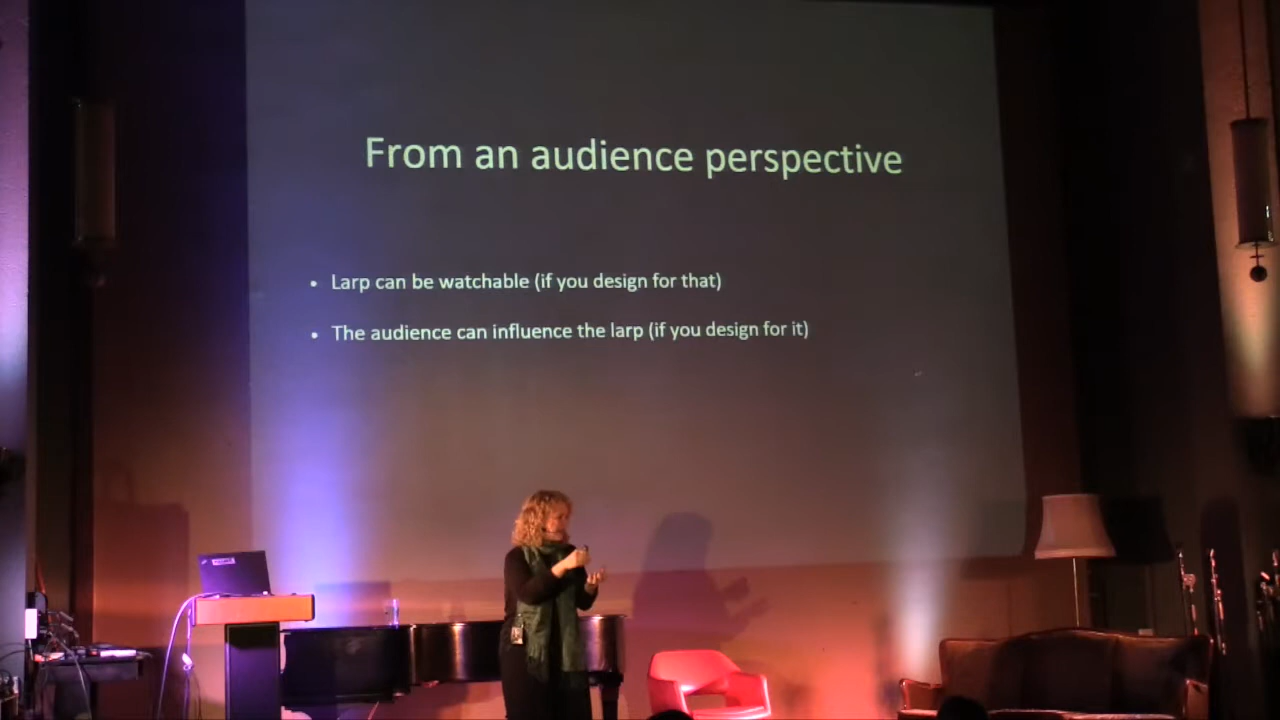 From an audience perspective
• Larp can be watchable (if you design for that)
• The audience can influence the larp (if you design for it)